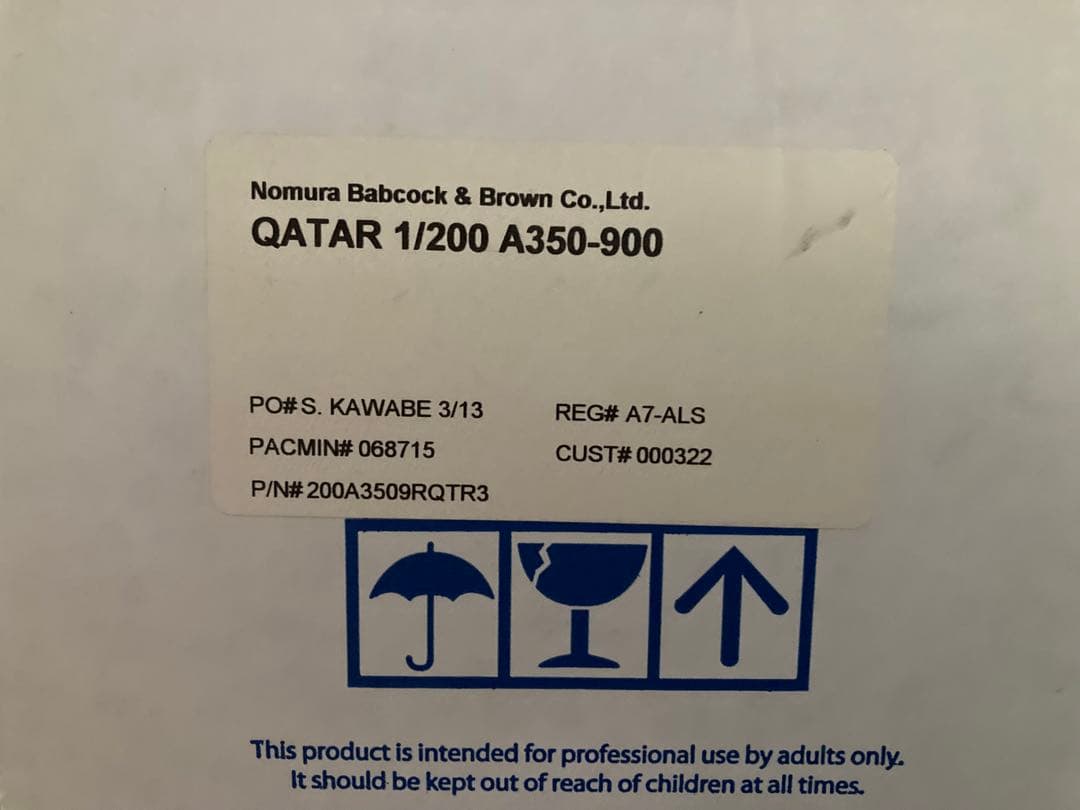 Nomura Babcock & Brown Co.,Ltd.
QATAR 1/200 A350-900
PO# S. KAWABE 3/13
REG# A7-ALS
PACMIN# 068715
CUST# 000322
P/N# 200A3509RQTR3
This product is intended for professional use by adults only.
It should be kept out of reach of children at all times.